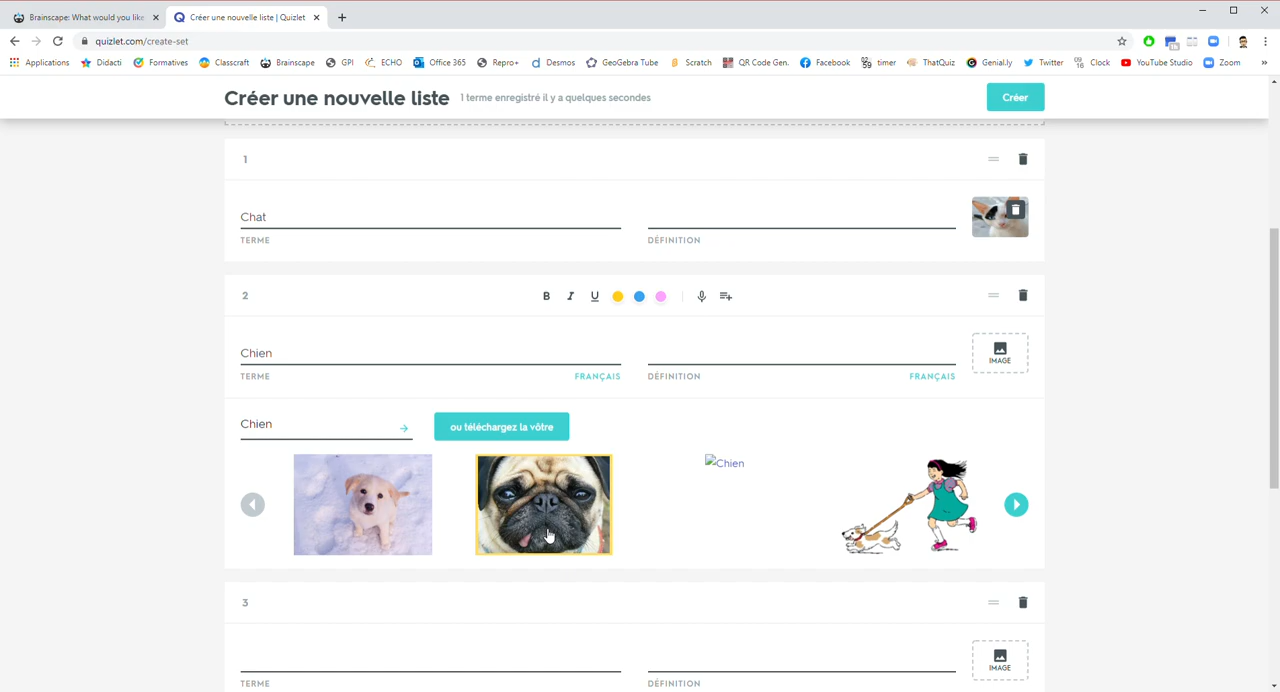 Brainscape: What would you like
Créer une nouvelle liste | Quizlet
quizlet.com/create-set
Applications Didacti Formatives Classcraft Brainscape GPI ECHO Office 365 Repro+ Desmos GeoGebra Tube Scratch QR Code Gen. Facebook timer ThatQuiz Genial.ly Twitter Clock YouTube Studio Zoom »
Créer une nouvelle liste 1 terme enregistré il y a quelques secondes Créer
1
Chat
TERME DÉFINITION
2 B I U
Chien IMAGE
TERME FRANÇAIS DÉFINITION FRANÇAIS
Chien ou téléchargez la vôtre
Chien
3
IMAGE
TERME DÉFINITION